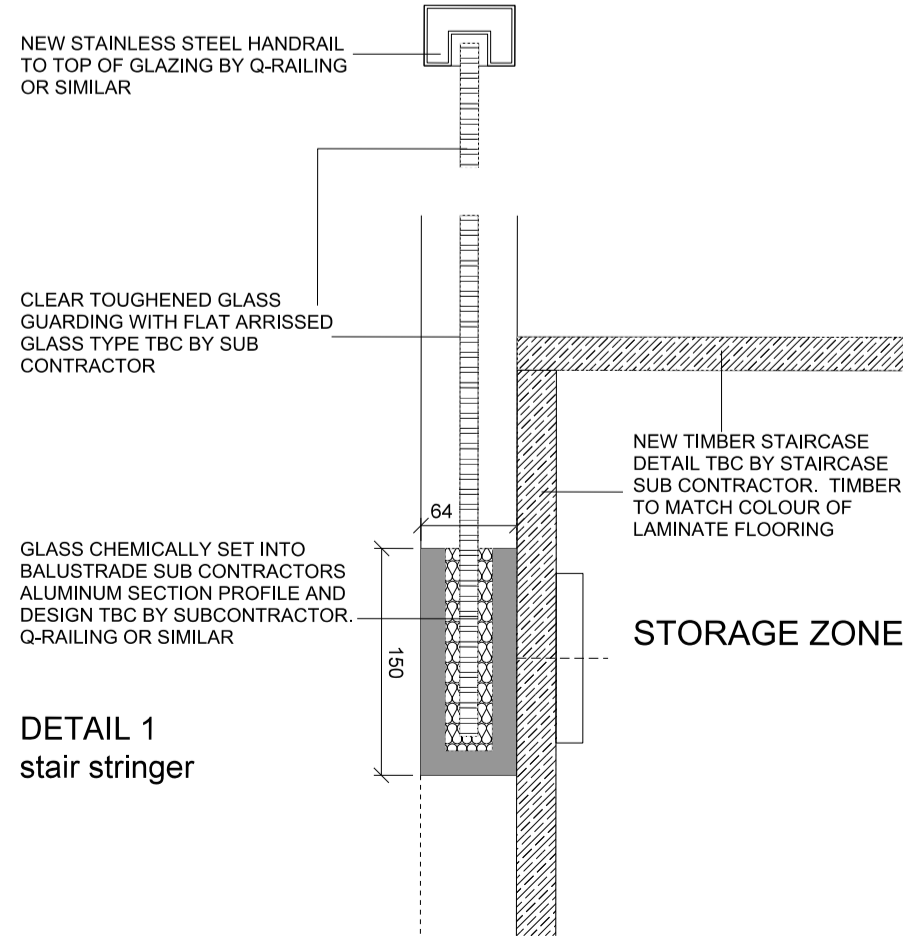 NEW STAINLESS STEEL HANDRAIL
TO TOP OF GLAZING BY Q-RAILING
OR SIMILAR
CLEAR TOUGHENED GLASS
GUARDING WITH FLAT ARRISSED
GLASS TYPE TBC BY SUB
CONTRACTOR
NEW TIMBER STAIRCASE
DETAIL TBC BY STAIRCASE
SUB CONTRACTOR. TIMBER
TO MATCH COLOUR OF
LAMINATE FLOORING
64
GLASS CHEMICALLY SET INTO
BALUSTRADE SUB CONTRACTORS
ALUMINUM SECTION PROFILE AND
DESIGN TBC BY SUBCONTRACTOR.
Q-RAILING OR SIMILAR
150
STORAGE ZONE
DETAIL 1
stair stringer